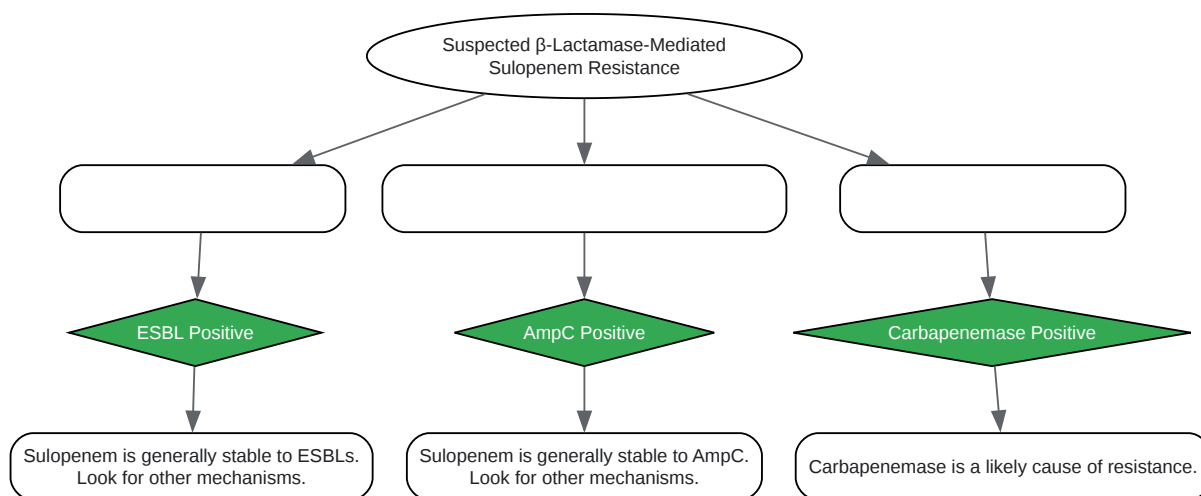 Suspected β-Lactamase-Mediated
Sulopenem Resistance
ESBL Positive
AmpC Positive
Carbapenemase Positive
Sulopenem is generally stable to ESBLs.
Look for other mechanisms.
Sulopenem is generally stable to AmpC.
Look for other mechanisms.
Carbapenemase is a likely cause of resistance.